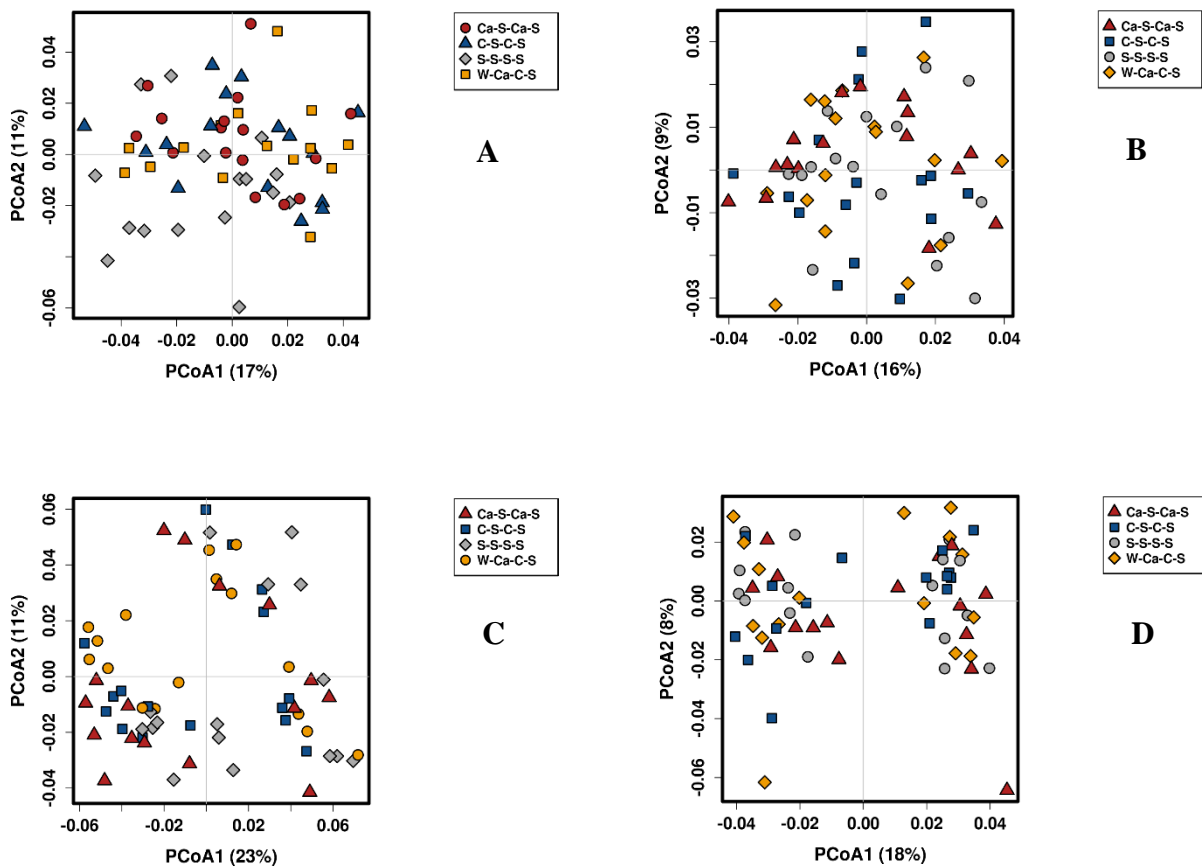 Ca-S-Ca-S
C-S-C-S
S-S-S-S
W-Ca-C-S
A
PCoA2 (11%)
0.04
0.02
0.00
-0.02
-0.06
-0.04 -0.02 0.00 0.02 0.04
PCoA1 (17%)
Ca-S-Ca-S
C-S-C-S
S-S-S-S
W-Ca-C-S
B
PCoA2 (9%)
0.03
0.01
-0.01
-0.03
-0.04 -0.02 0.00 0.02 0.04
PCoA1 (16%)
Ca-S-Ca-S
C-S-C-S
S-S-S-S
W-Ca-C-S
C
PCoA2 (11%)
0.06
0.04
0.02
0.00
-0.02
-0.04
-0.06 -0.02 0.02 0.06
PCoA1 (23%)
Ca-S-Ca-S
C-S-C-S
S-S-S-S
W-Ca-C-S
D
PCoA2 (8%)
0.02
0.00
-0.02
-0.06
-0.04 -0.02 0.00 0.02 0.04
PCoA1 (18%)